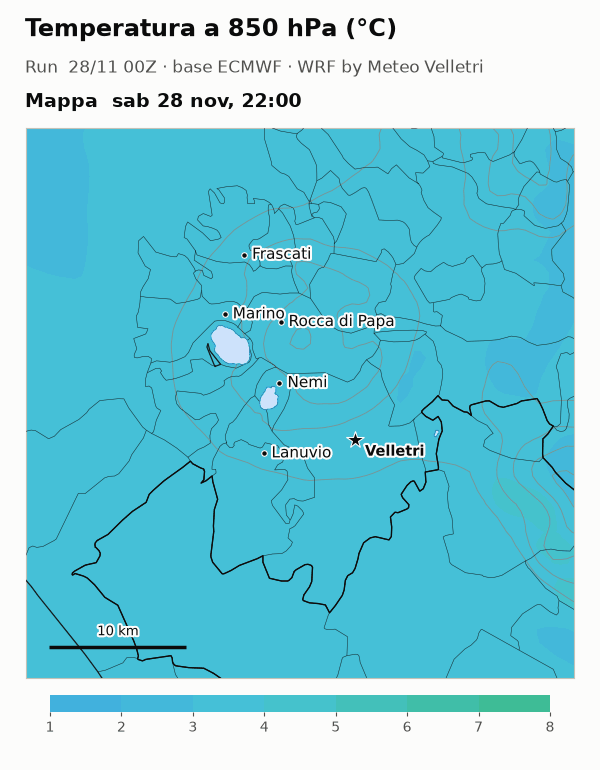 Temperatura a 850 hPa (°C)
Run  28/11 00Z · base ECMWF · WRF by Meteo Velletri
Mappa  sab 28 nov, 22:00
Frascati
Marino
Rocca di Papa
Nemi
Velletri
Lanuvio
10 km
1 2 3 4 5 6 7 8